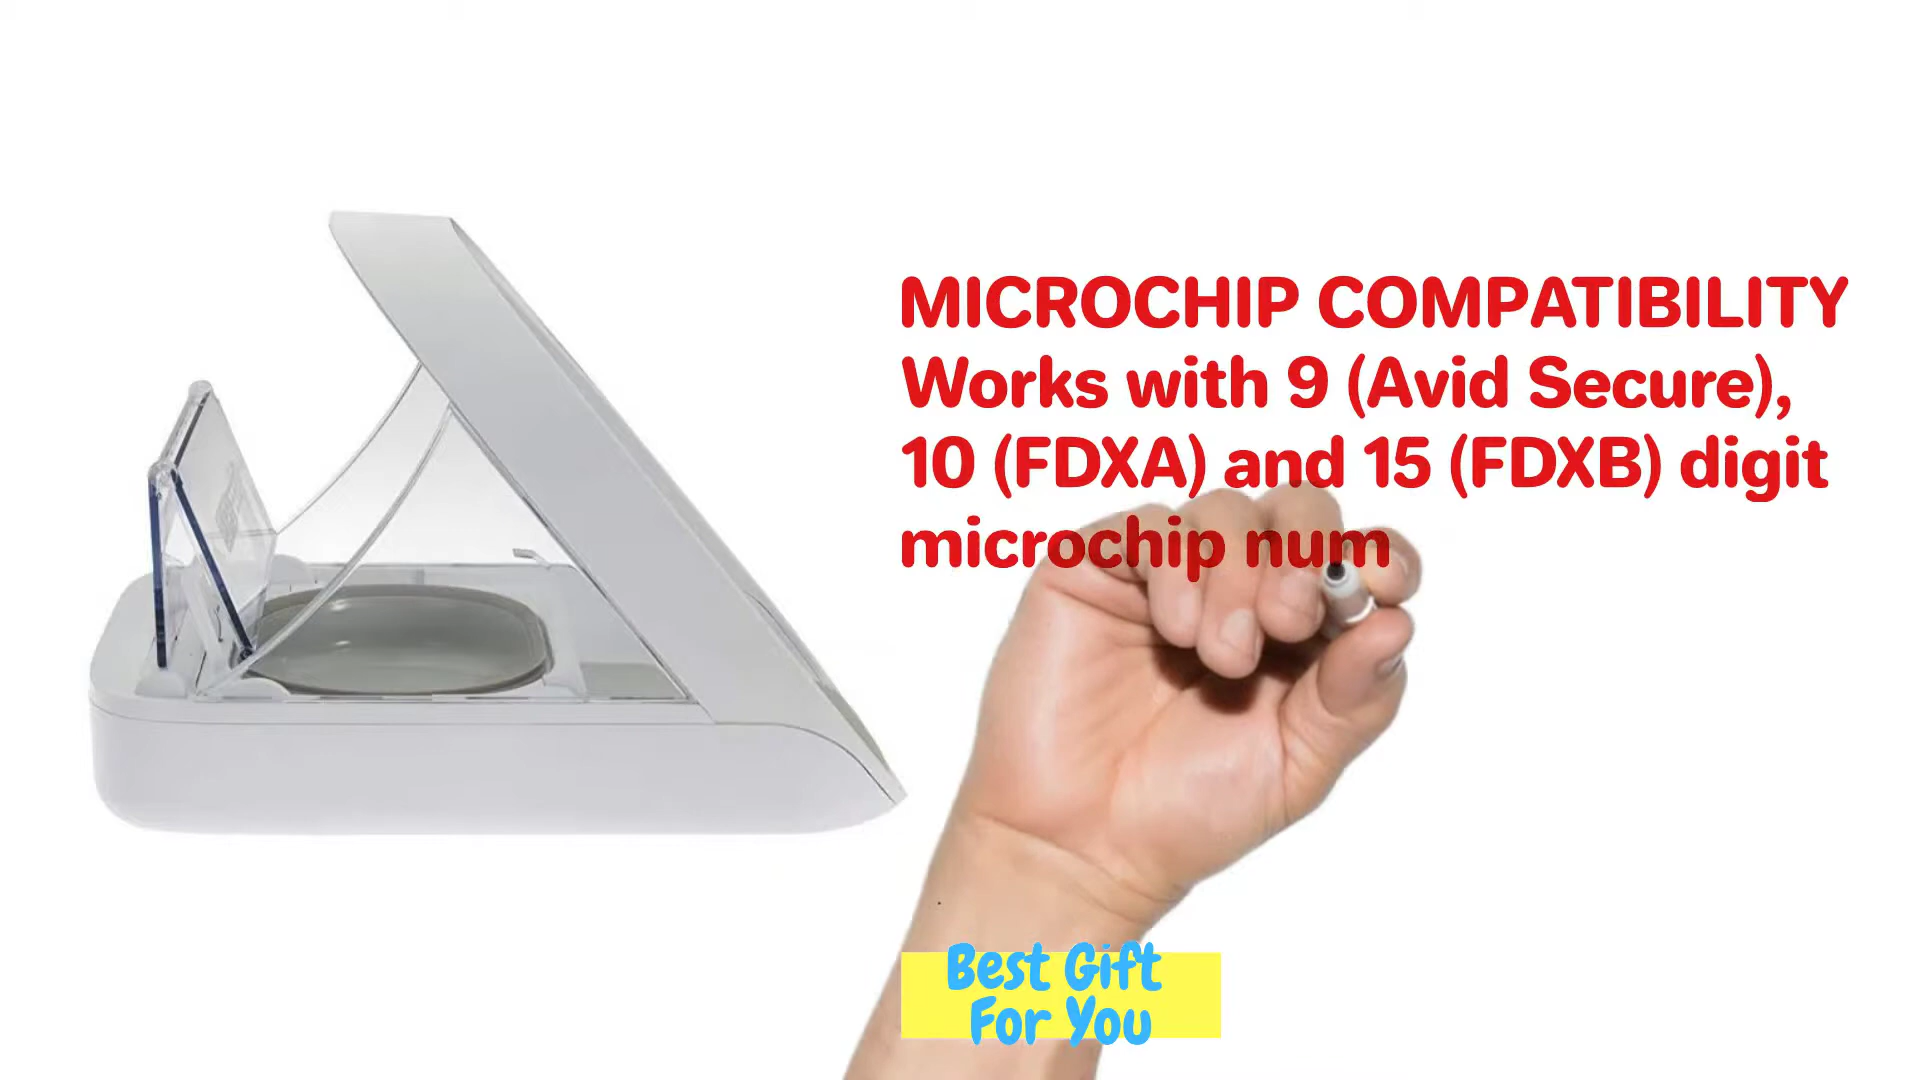 MICROCHIP COMPATIBILITY
Works with 9 (Avid Secure),
10 (FDXA) and 15 (FDXB) digit
microchip num
Best Gift
For You